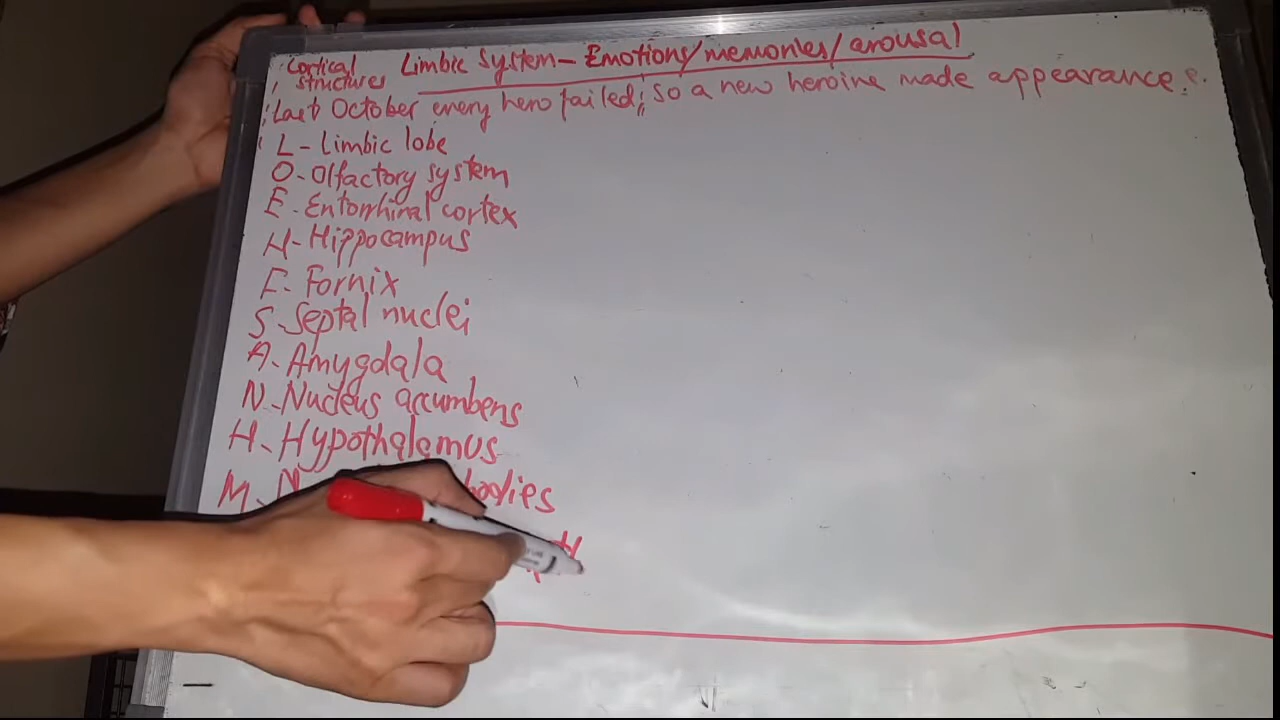 Cortical structures
Limbic System – Emotions/memories/arousal
Last October every hero failed; so a new heroine made appearance.
L - Limbic lobe
O - Olfactory system
E - Entorrhinal cortex
H - Hippocampus
F - Fornix
S - Septal nuclei
A - Amygdala
N - Nucleus accumbens
H - Hypothalamus
M - bodies